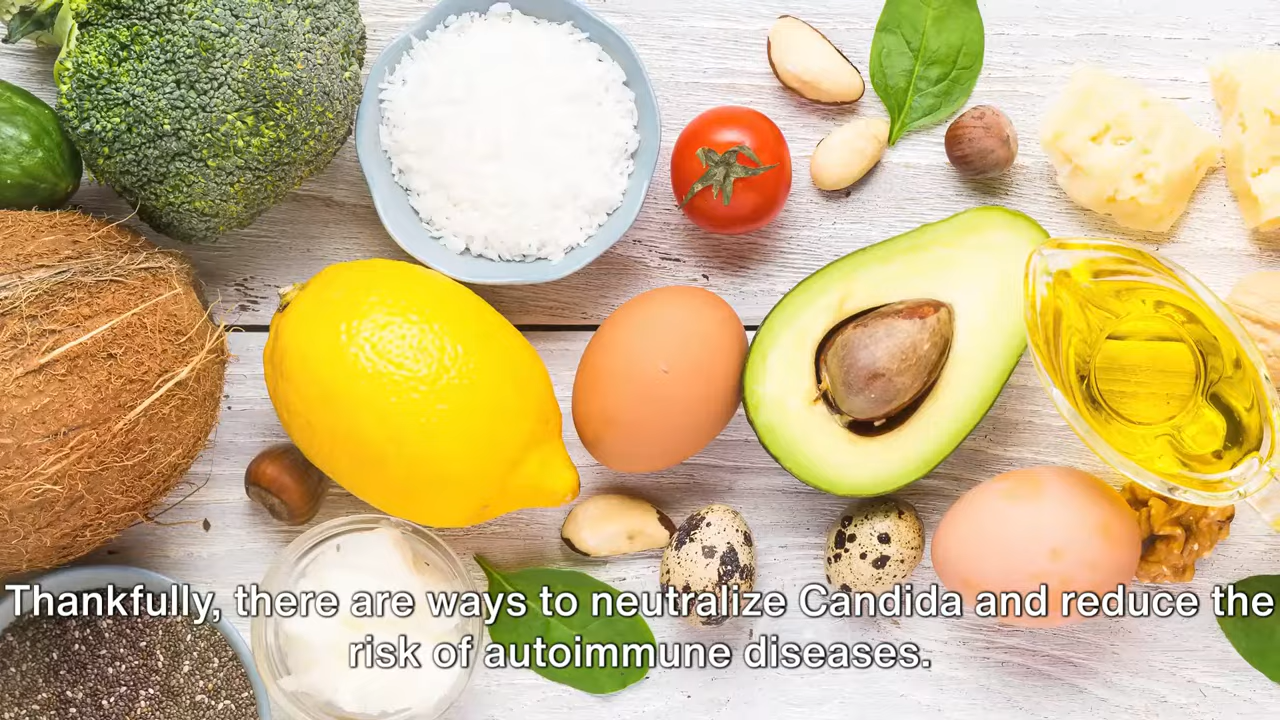 Thankfully, there are ways to neutralize Candida and reduce the
risk of autoimmune diseases.